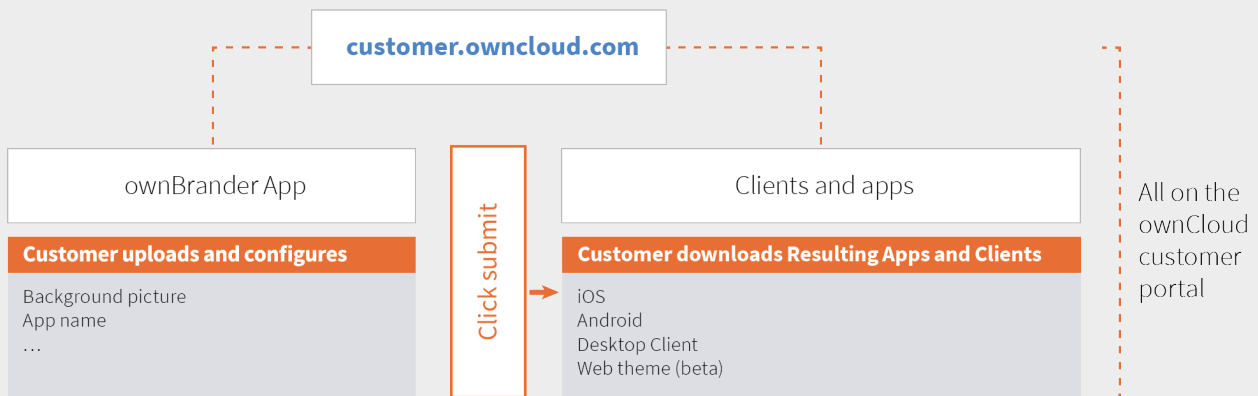 customer.owncloud.com
ownBrander App
Customer uploads and configures
Background picture
App name
…
Click submit
Clients and apps
Customer downloads Resulting Apps and Clients
iOS
Android
Desktop Client
Web theme (beta)
All on the
ownCloud
customer
portal